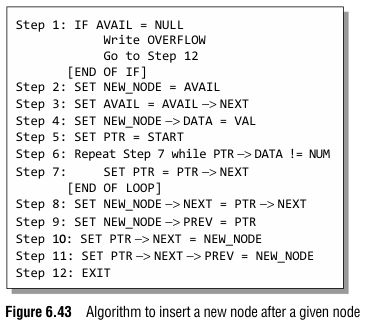 Step 1: IF AVAIL = NULL
Write OVERFLOW
Go to Step 12
[END OF IF]
Step 2: SET NEW_NODE = AVAIL
Step 3: SET AVAIL = AVAIL->NEXT
Step 4: SET NEW_NODE->DATA = VAL
Step 5: SET PTR = START
Step 6: Repeat Step 7 while PTR->DATA != NUM
Step 7: SET PTR = PTR->NEXT
[END OF LOOP]
Step 8: SET NEW_NODE->NEXT = PTR->NEXT
Step 9: SET NEW_NODE->PREV = PTR
Step 10: SET PTR->NEXT = NEW_NODE
Step 11: SET PTR->NEXT->PREV = NEW_NODE
Step 12: EXIT
Figure 6.43 Algorithm to insert a new node after a given node